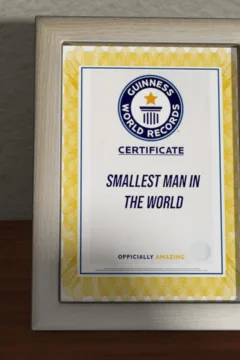 GUINNESS
WORLD RECORDS
CERTIFICATE
SMALLEST MAN IN
THE WORLD
OFFICIALLY AMAZING